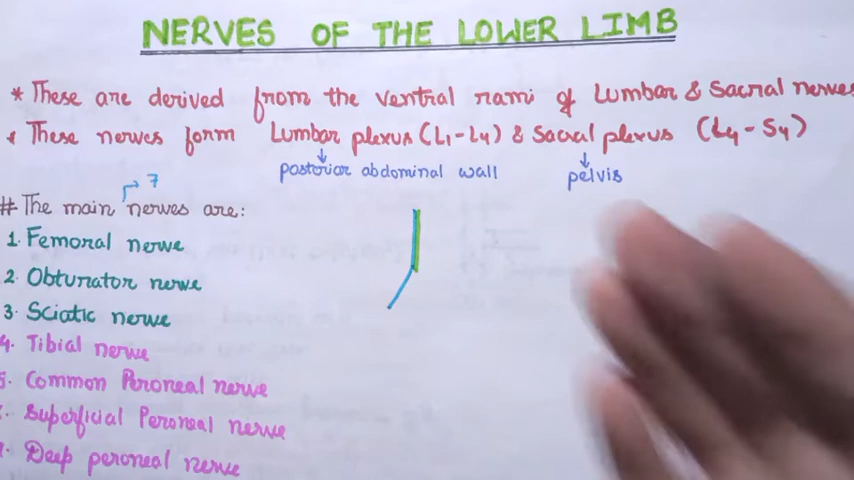 NERVES OF THE LOWER LIMB
* These are derived from the ventral rami of Lumbar & Sacral nerves
* These nerves form Lumbar plexus (L1-L4) & Sacral plexus (L4-S4)
posterior abdominal wall pelvis
7
# The main nerves are:
1. Femoral nerve
2. Obturator nerve
3. Sciatic nerve
4. Tibial nerve
5. Common Peroneal nerve
Superficial Peroneal nerve
Deep peroneal nerve